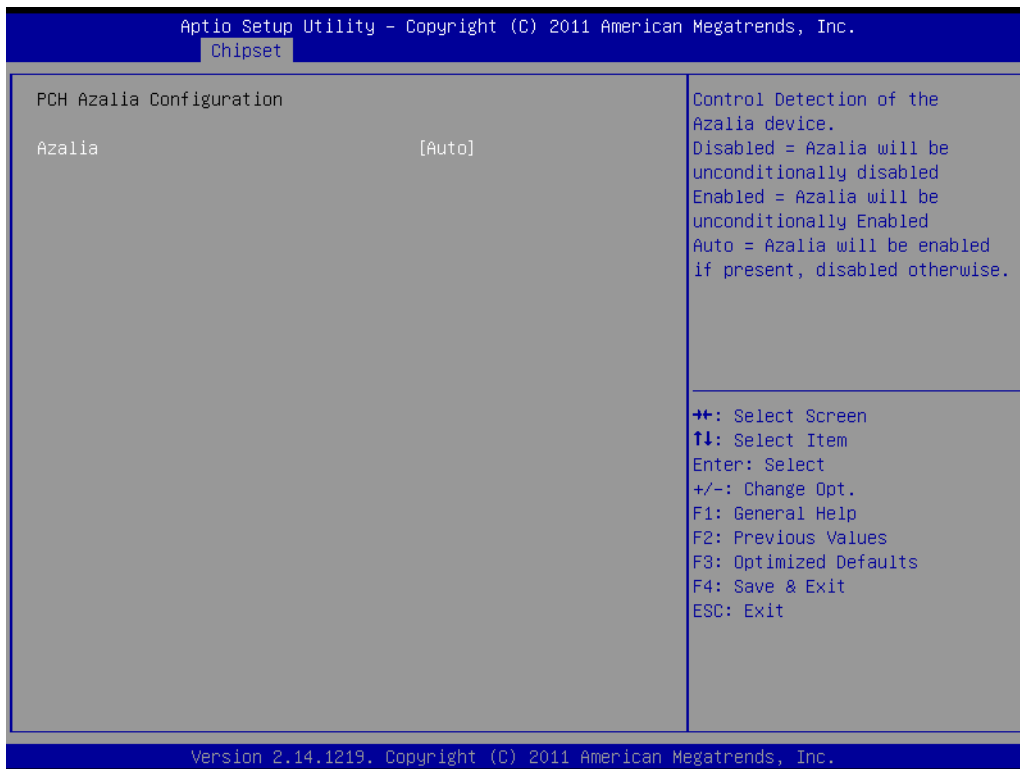 Aptio Setup Utility – Copyright (C) 2011 American Megatrends, Inc.
Chipset
PCH Azalia Configuration
Azalia [Auto]
Control Detection of the
Azalia device.
Disabled = Azalia will be
unconditionally disabled
Enabled = Azalia will be
unconditionally Enabled
Auto = Azalia will be enabled
if present, disabled otherwise.
→←: Select Screen
↑↓: Select Item
Enter: Select
+/-: Change Opt.
F1: General Help
F2: Previous Values
F3: Optimized Defaults
F4: Save & Exit
ESC: Exit
Version 2.14.1219. Copyright (C) 2011 American Megatrends, Inc.